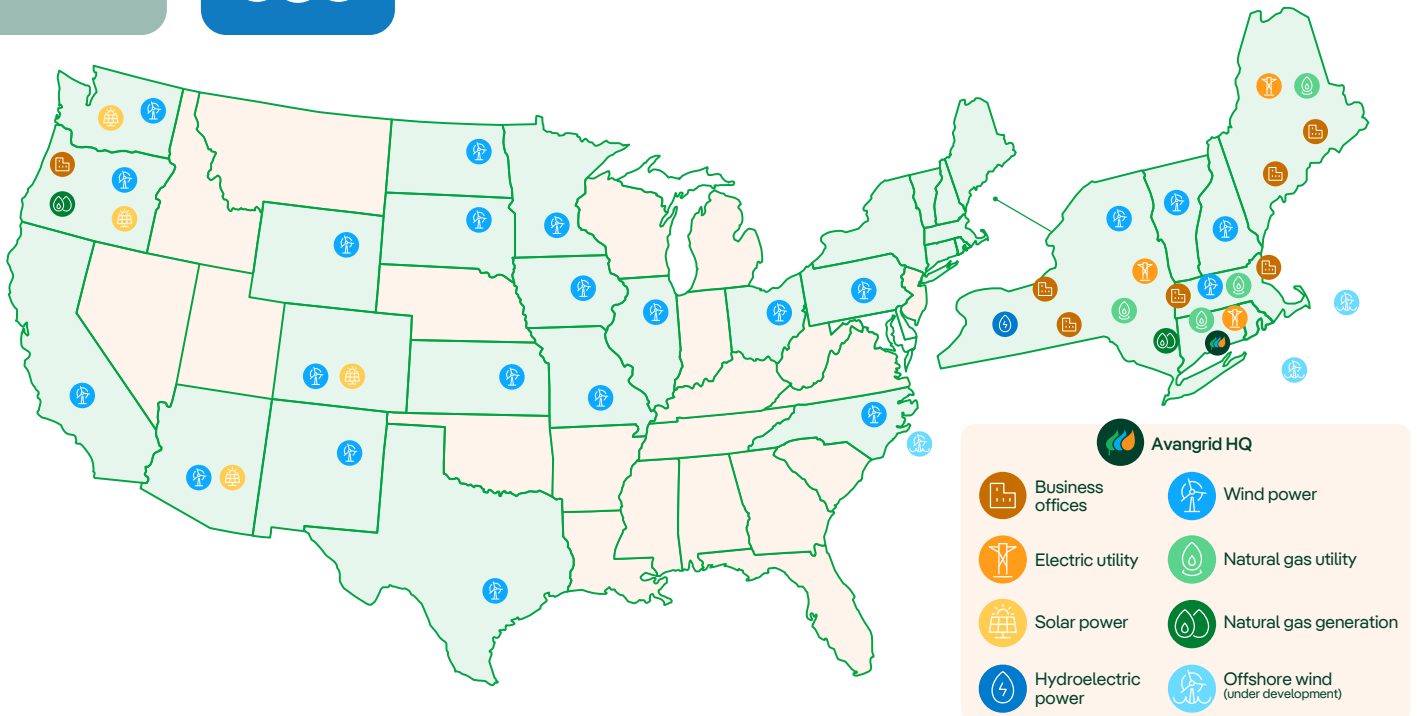 Avangrid HQ
Business
offices
Wind power
Electric utility
Natural gas utility
Solar power
Natural gas generation
Hydroelectric
power
Offshore wind
(under development)